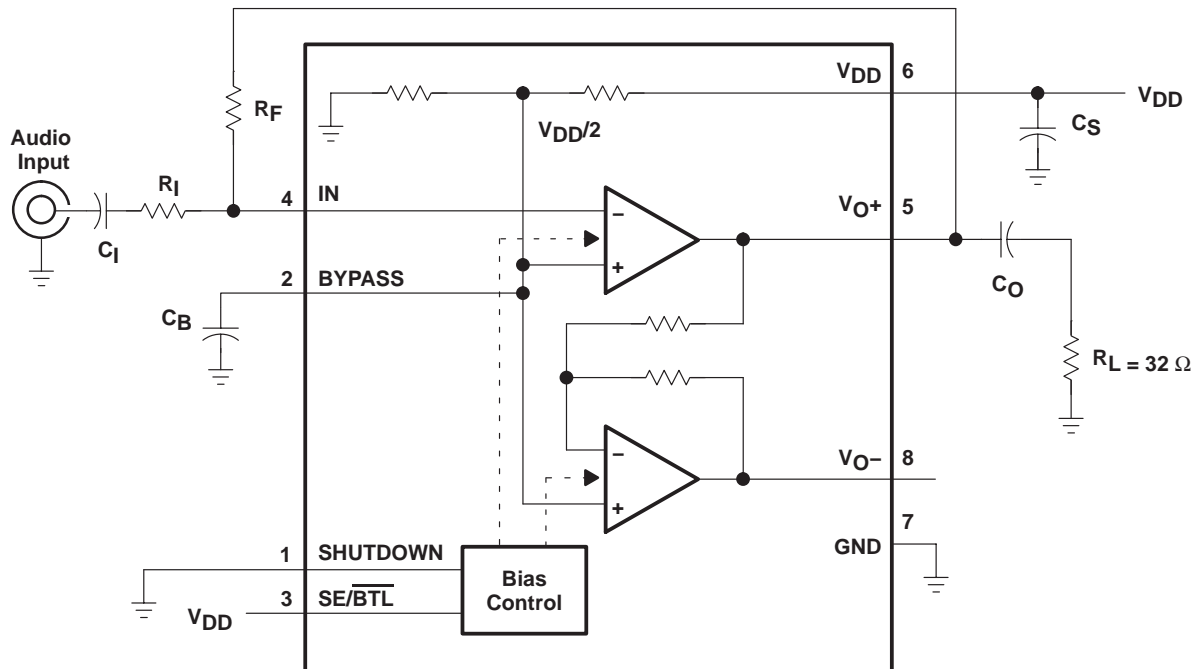 VDD 6
VDD
RF
VDD/2
CS
Audio
Input
RI
4 IN
VO+ 5
−
CI
+
CO
2 BYPASS
CB
RL = 32 Ω
−
VO− 8
+
7
GND
1 SHUTDOWN
Bias
Control
3 SE/BTL
VDD